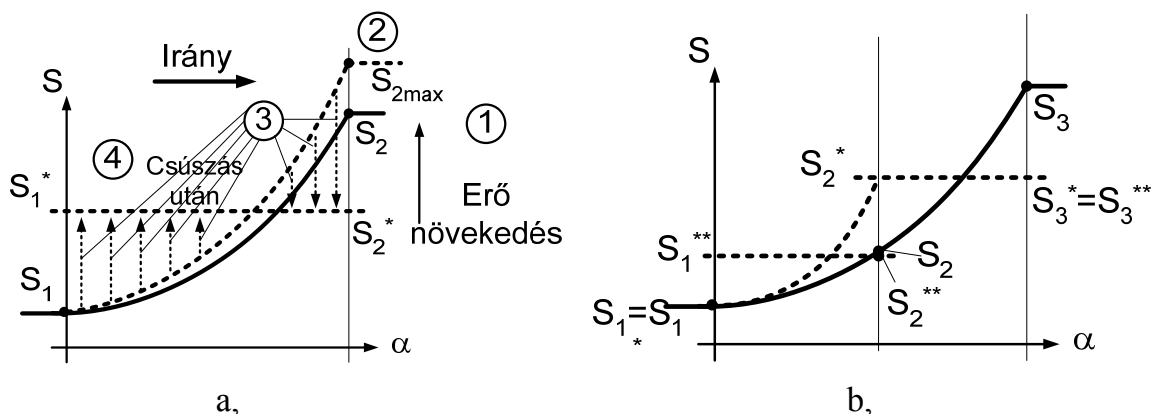 Irány
S
2
S2max
S2
3
1
4
Csúszás
után
S1*
S2*
Erő
növekedés
S1
α
a,
S
S3
S2*
S3*=S3**
S1**
S2
S2**
S1*=S1
α
b,